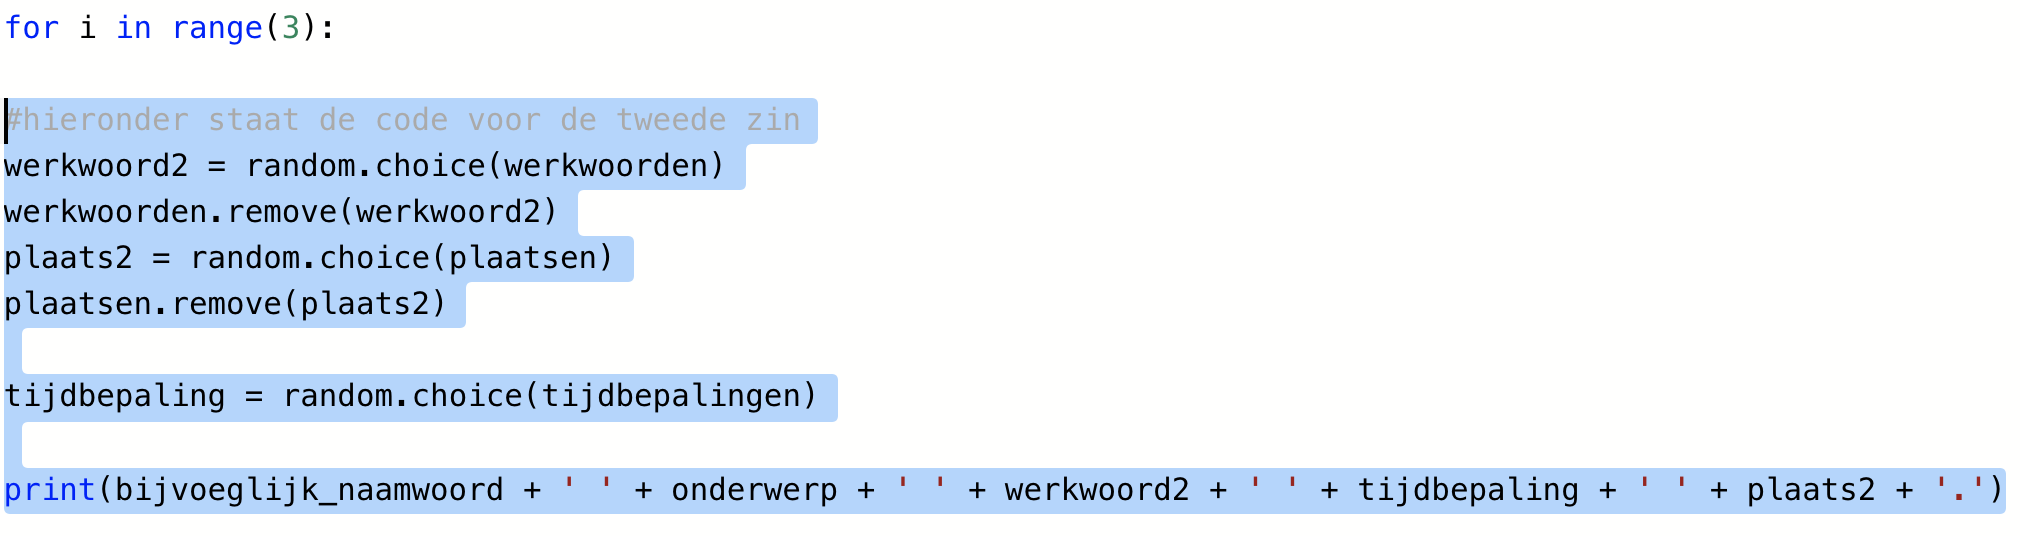 for i in range(3):
#hieronder staat de code voor de tweede zin
werkwoord2 = random.choice(werkwoorden)
werkwoorden.remove(werkwoord2)
plaats2 = random.choice(plaatsen)
plaatsen.remove(plaats2)
tijdbepaling = random.choice(tijdbepalingen)
print(bijvoeglijk_naamwoord + ' ' + onderwerp + ' ' + werkwoord2 + ' ' + tijdbepaling + ' ' + plaats2 + '.')